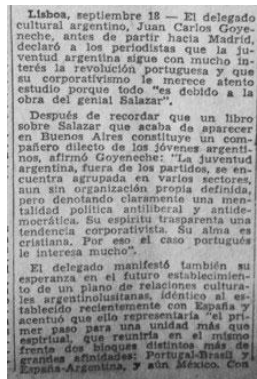 Lisboa, septiembre 18 — El delegado
cultural argentino, Juan Carlos Goye-
neche, antes de partir hacia Madrid,
declaró a los periodistas que la ju-
ventud argentina sigue con mucho in-
terés la revolución portuguesa y que
su corporativismo le merece atento
estudio porque todo "es debido a la
obra del genial Salazar".
Después de recordar que un libro
sobre Salazar que acaba de aparecer
en Buenos Aires constituye un com-
pañero dilecto de los jóvenes argenti-
nos, afirmó Goyeneche: "La juventud
argentina, fuera de los partidos, se en-
cuentra agrupada en varios sectores,
aun sin organización propia definida,
pero denotando claramente una men-
talidad política antiliberal y antide-
mocrática. Su espíritu trasparenta una
tendencia corporativista. Su alma es
cristiana. Por eso el caso portugués
le interesa mucho".
El delegado manifestó también su
esperanza en el futuro establecimien-
to de un plano de relaciones cultura-
les argentinolusitanas, idéntico al es-
tablecido recientemente con España y
acentuó que ello representaría "el pri-
mer paso para una unidad más que
espiritual, que reuniría en el mismo
frente dos bloques distintos mas de
grandes afinidades: Portugal-Brasil y
España-Argentina, y aún México. Con